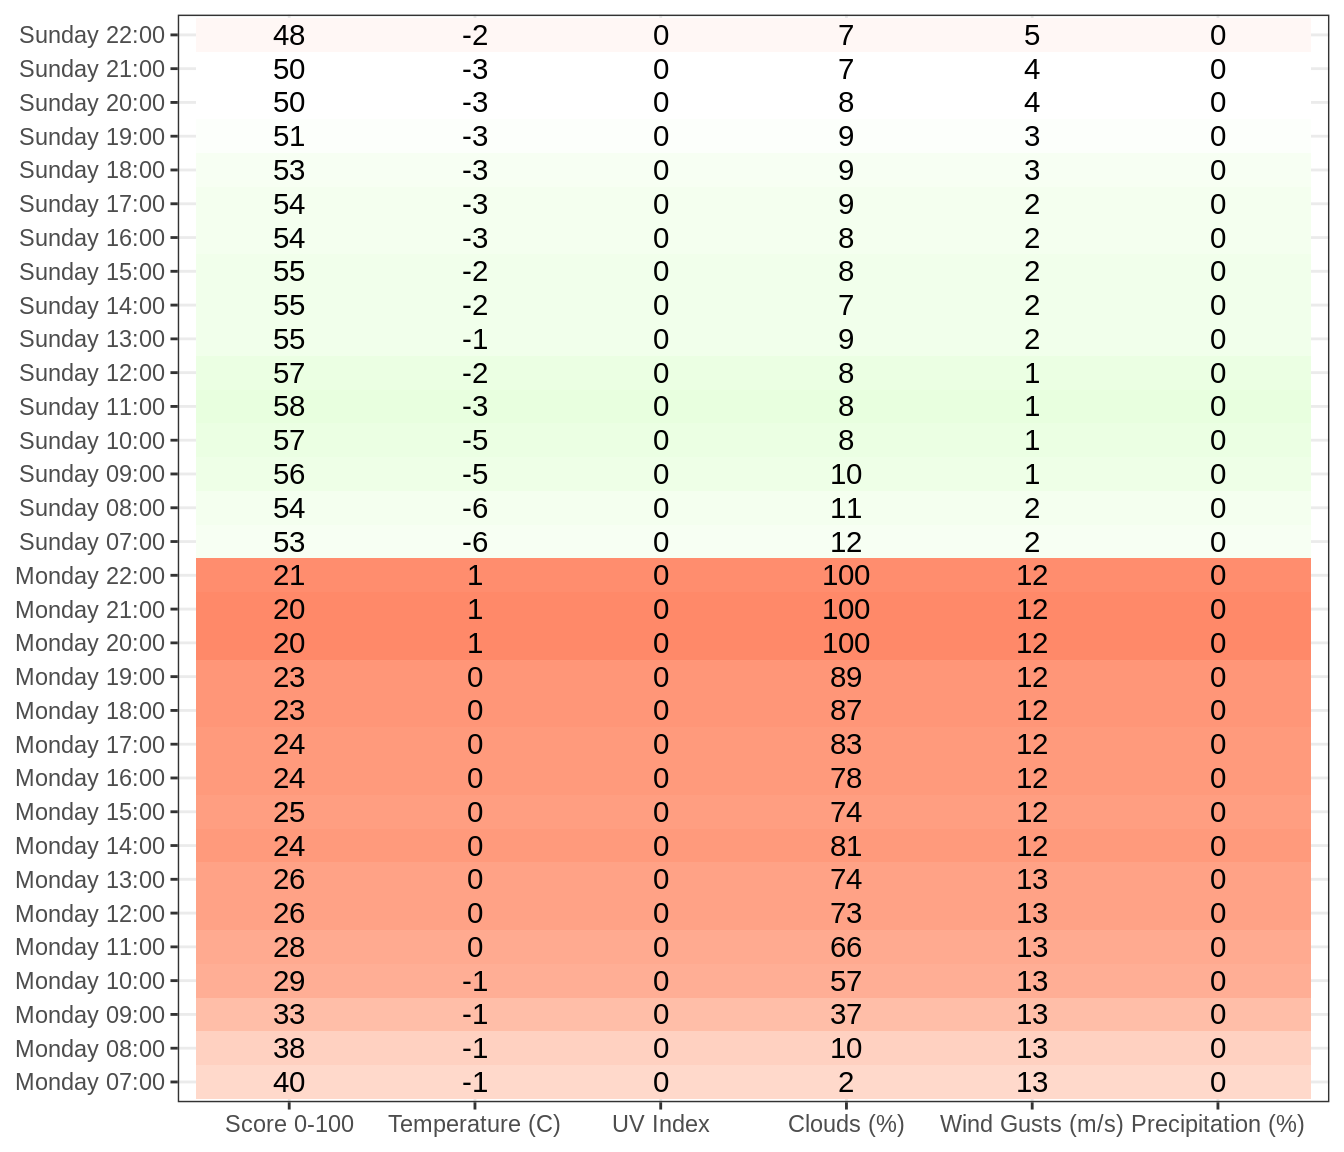 Sunday 22:00 48 -2 0 7 5 0
Sunday 21:00 50 -3 0 7 4 0
Sunday 20:00 50 -3 0 8 4 0
Sunday 19:00 51 -3 0 9 3 0
Sunday 18:00 53 -3 0 9 3 0
Sunday 17:00 54 -3 0 9 2 0
Sunday 16:00 54 -3 0 8 2 0
Sunday 15:00 55 -2 0 8 2 0
Sunday 14:00 55 -2 0 7 2 0
Sunday 13:00 55 -1 0 9 2 0
Sunday 12:00 57 -2 0 8 1 0
Sunday 11:00 58 -3 0 8 1 0
Sunday 10:00 57 -5 0 8 1 0
Sunday 09:00 56 -5 0 10 1 0
Sunday 08:00 54 -6 0 11 2 0
Sunday 07:00 53 -6 0 12 2 0
Monday 22:00 21 1 0 100 12 0
Monday 21:00 20 1 0 100 12 0
Monday 20:00 20 1 0 100 12 0
Monday 19:00 23 0 0 89 12 0
Monday 18:00 23 0 0 87 12 0
Monday 17:00 24 0 0 83 12 0
Monday 16:00 24 0 0 78 12 0
Monday 15:00 25 0 0 74 12 0
Monday 14:00 24 0 0 81 12 0
Monday 13:00 26 0 0 74 13 0
Monday 12:00 26 0 0 73 13 0
Monday 11:00 28 0 0 66 13 0
Monday 10:00 29 -1 0 57 13 0
Monday 09:00 33 -1 0 37 13 0
Monday 08:00 38 -1 0 10 13 0
Monday 07:00 40 -1 0 2 13 0
Score 0-100 Temperature (C) UV Index Clouds (%) Wind Gusts (m/s) Precipitation (%)